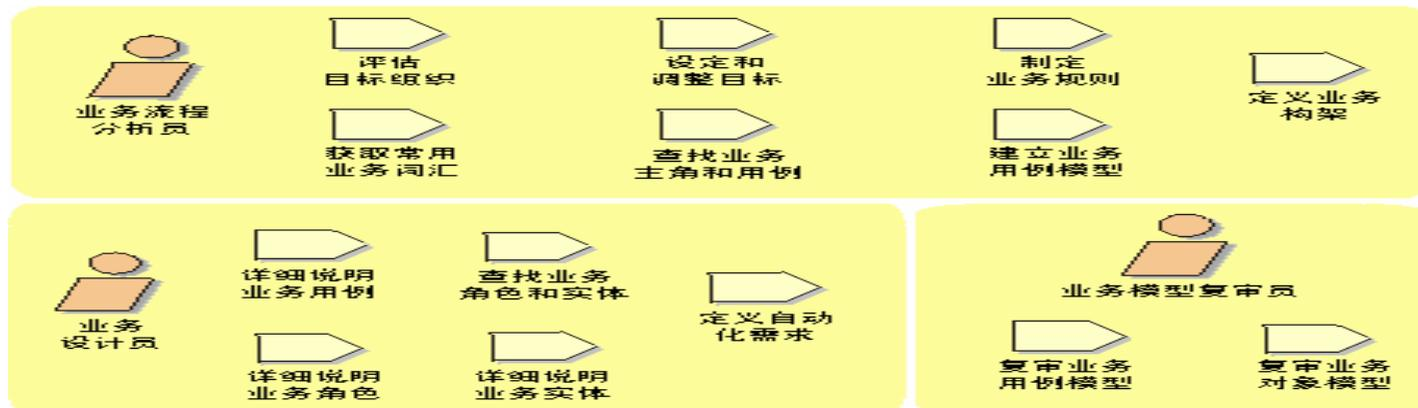 业务流程
分析员
评估
目标组织
设定和
调整目标
制定
业务规则
定义业务
构架
获取常用
业务词汇
查找业务
主角和用例
建立业务
用例模型
业务
设计员
详细说明
业务用例
查找业务
角色和实体
定义自动
化需求
详细说明
业务角色
详细说明
业务实体
业务模型复审员
复审业务
用例模型
复审业务
对象模型